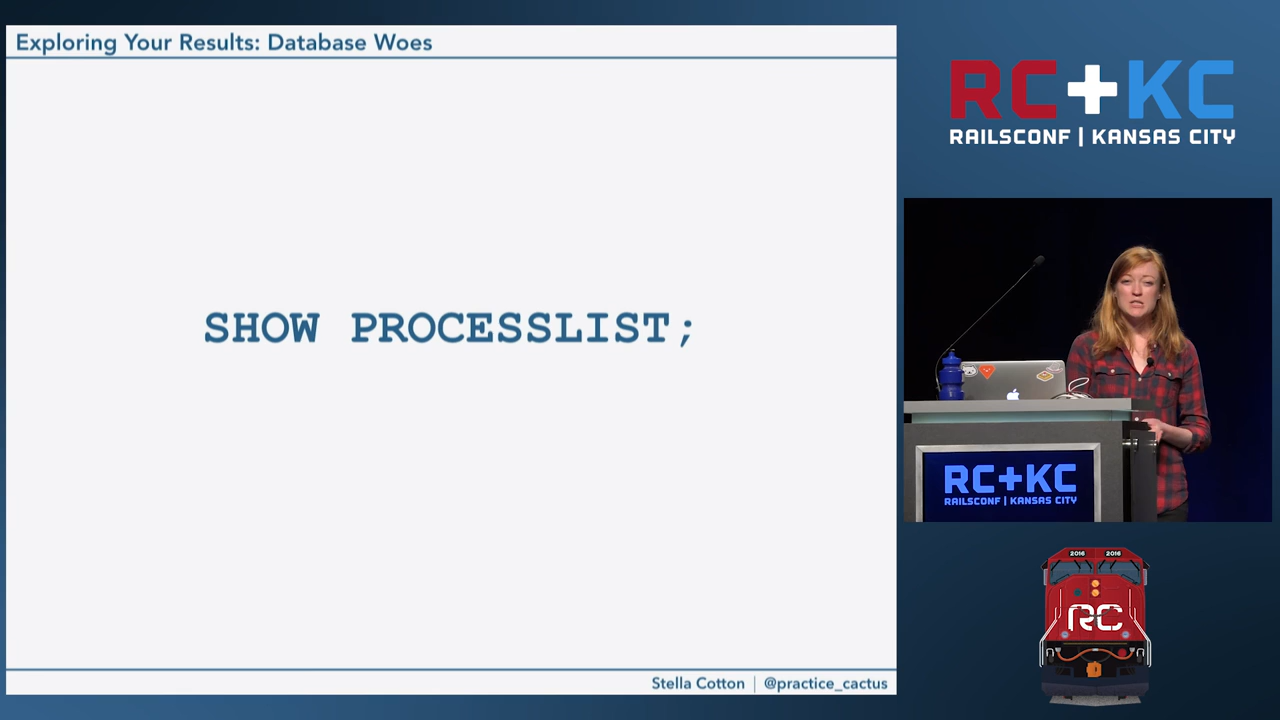 Exploring Your Results: Database Woes
SHOW PROCESSLIST;
Stella Cotton | @practice_cactus
RC+KC
RAILSCONF | KANSAS CITY
RC+KC
RAILSCONF | KANSAS CITY
2016 2016
RC